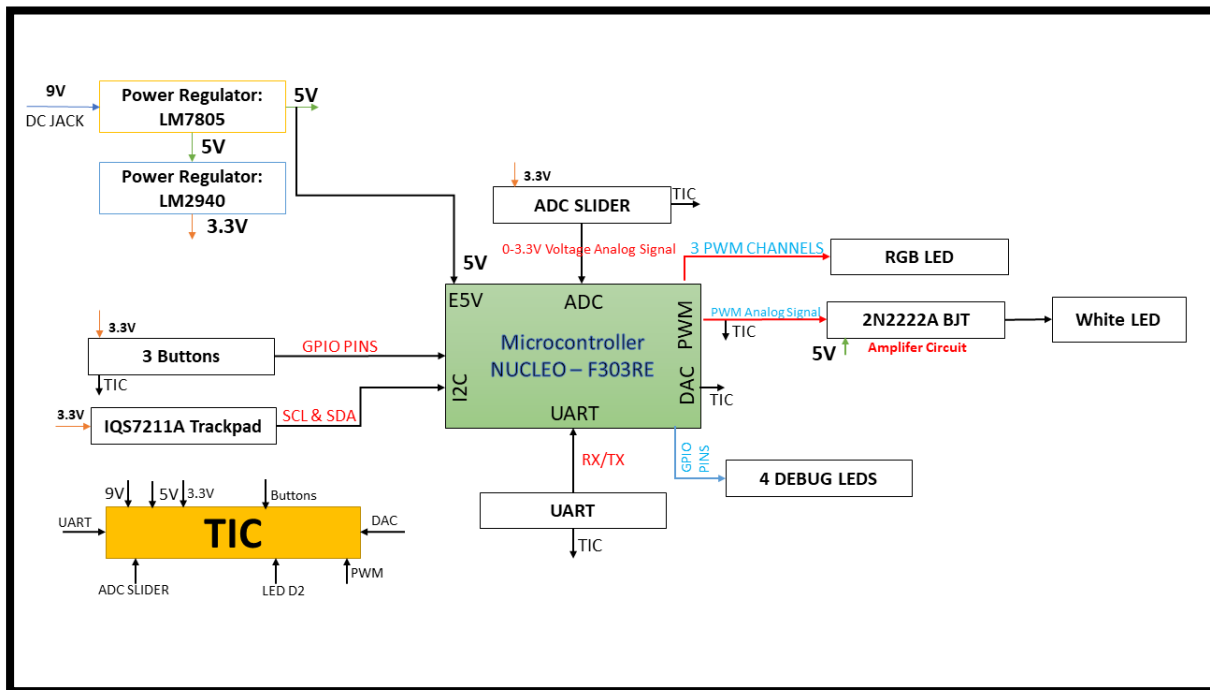 9V
DC JACK
Power Regulator:
LM7805
5V
5V
Power Regulator:
LM2940
3.3V
3.3V
ADC SLIDER
TIC
0-3.3V Voltage Analog Signal
5V
3 PWM CHANNELS
RGB LED
E5V
ADC
PWM
DAC
I2C
UART
Microcontroller
NUCLEO – F303RE
PWM Analog Signal
TIC
2N2222A BJT
5V
Amplifer Circuit
White LED
3.3V
3 Buttons
GPIO PINS
TIC
3.3V
IQS7211A Trackpad
SCL & SDA
TIC
RX/TX
GPIO
PINS
4 DEBUG LEDS
UART
TIC
9V
5V
3.3V
Buttons
UART
TIC
DAC
ADC SLIDER
LED D2
PWM